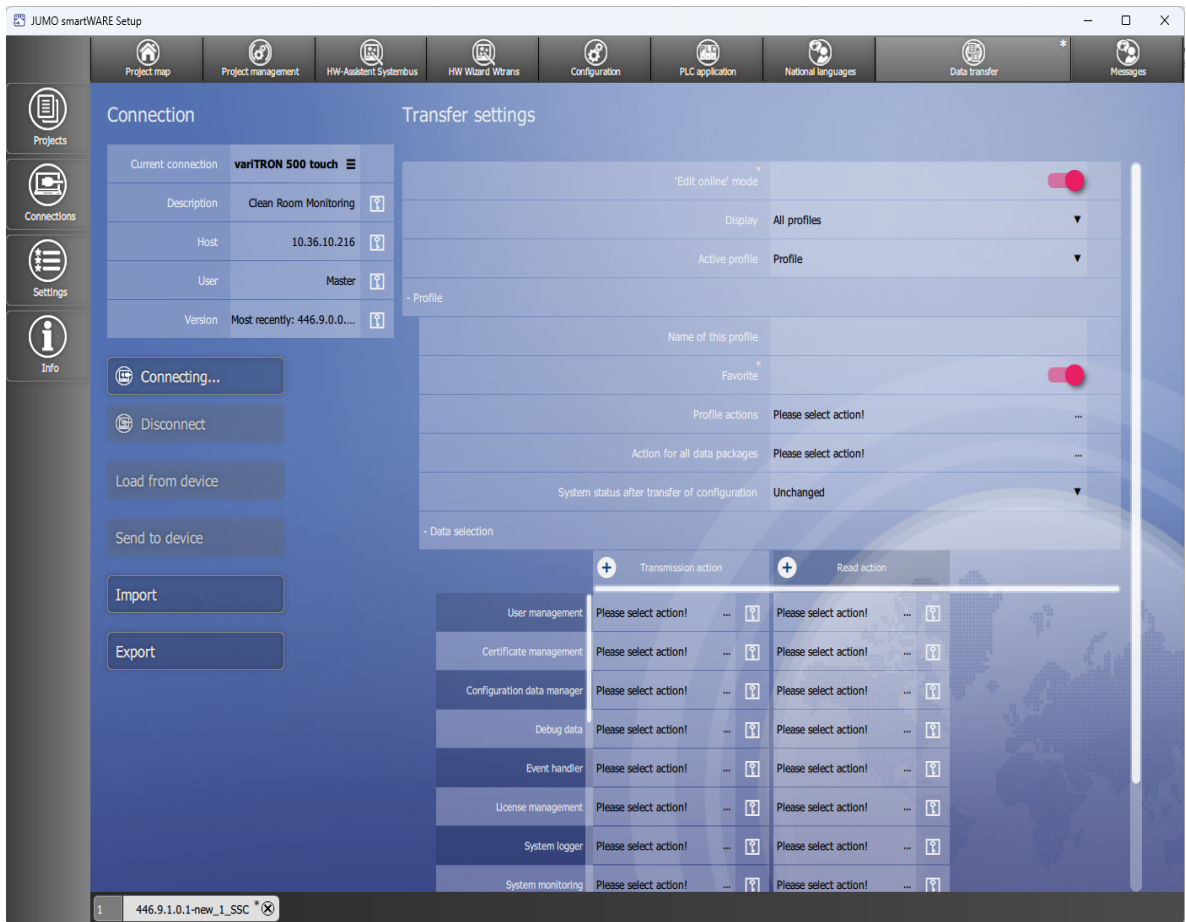 JUMO smartWARE Setup
Project map
Project management
HW-Assistent Systembus
HW Wizard Wtrans
Configuration
PLC application
National languages
Data transfer *
Messages
Projects
Connections
Settings
Info
Connection
Current connection variTRON 500 touch
Description Clean Room Monitoring
Host 10.36.10.216
User Master
Version Most recently: 446.9.0.0....
Connecting...
Disconnect
Load from device
Send to device
Import
Export
Transfer settings
'Edit online' mode *
Display All profiles
Active profile Profile
- Profile
Name of this profile
Favorite *
Profile actions Please select action! ...
Action for all data packages Please select action! ...
System status after transfer of configuration Unchanged
- Data selection
+ Transmission action + Read action
User management Please select action! ... Please select action! ...
Certificate management Please select action! ... Please select action! ...
Configuration data manager Please select action! ... Please select action! ...
Debug data Please select action! ... Please select action! ...
Event handler Please select action! ... Please select action! ...
License management Please select action! ... Please select action! ...
System logger Please select action! ... Please select action! ...
System monitoring Please select action! ... Please select action! ...
1 446.9.1.0.1-new_1_SSC *